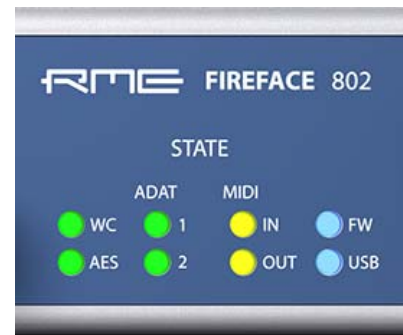 RME FIREFACE 802
STATE
ADAT MIDI
WC 1 IN FW
AES 2 OUT USB